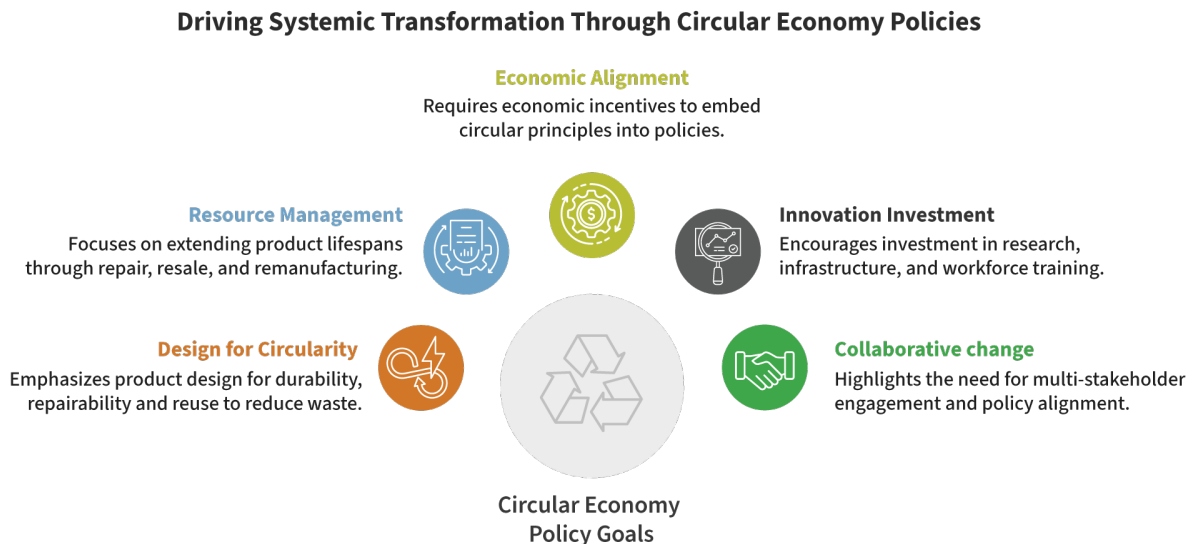 Driving Systemic Transformation Through Circular Economy Policies
Economic Alignment
Requires economic incentives to embed
circular principles into policies.
$
Resource Management
Focuses on extending product lifespans
through repair, resale, and remanufacturing.
Innovation Investment
Encourages investment in research,
infrastructure, and workforce training.
Design for Circularity
Emphasizes product design for durability,
repairability and reuse to reduce waste.
Collaborative change
Highlights the need for multi-stakeholder
engagement and policy alignment.
Circular Economy
Policy Goals